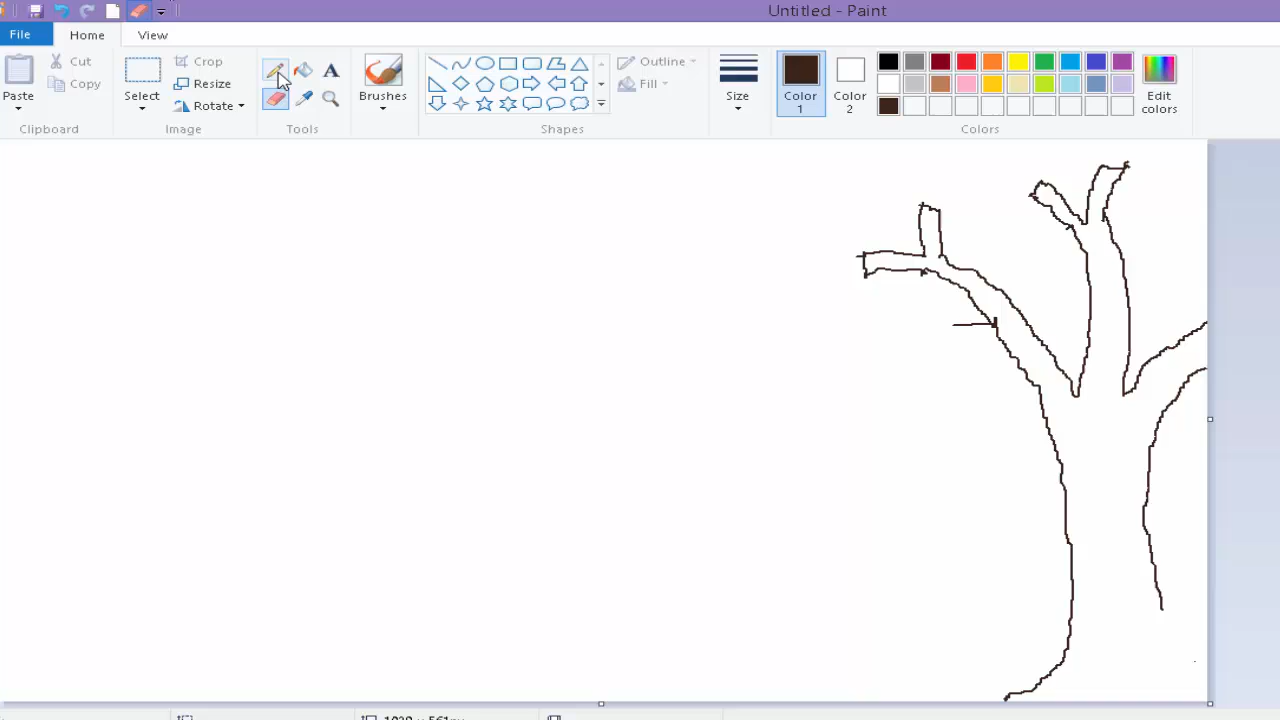 Untitled - Paint
File
Home
View
Paste
Cut
Copy
Clipboard
Select
Crop
Resize
Rotate
Image
A
Tools
Brushes
Outline
Fill
Shapes
Size
Color
1
Color
2
Edit
colors
Colors